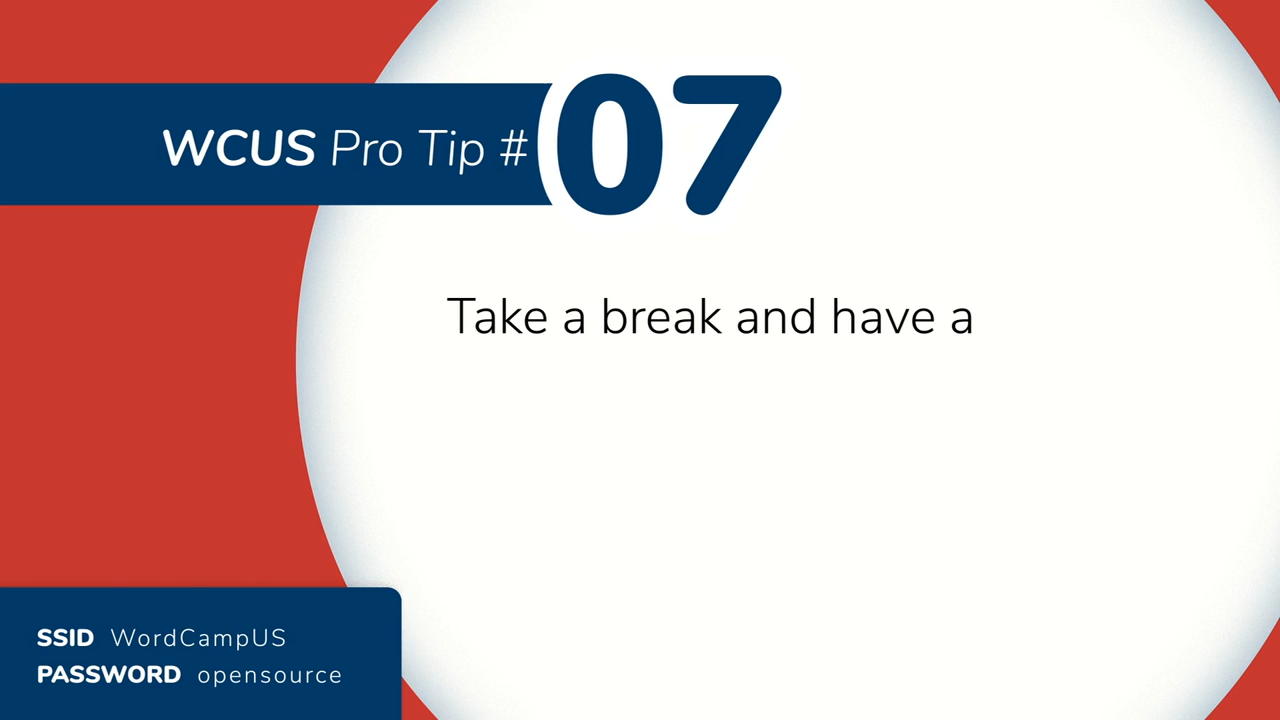 WCUS Pro Tip #07
Take a break and have a
SSID WordCampUS
PASSWORD opensource